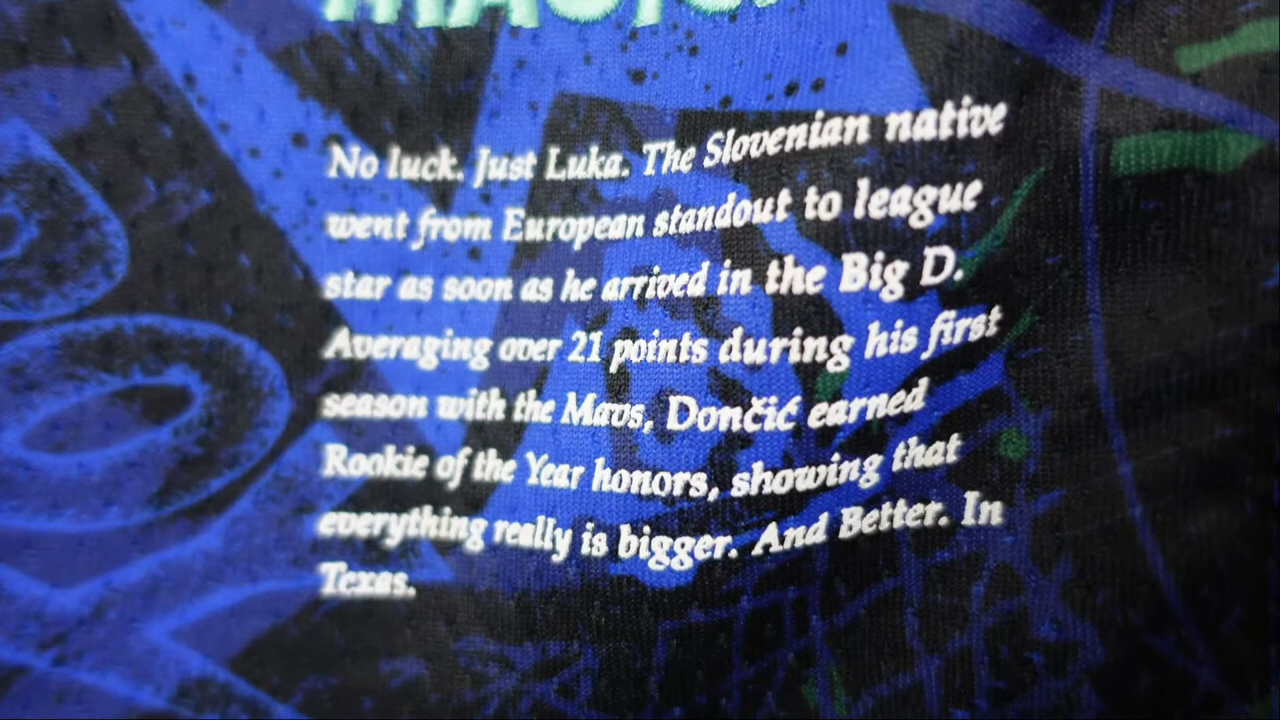 No luck. Just Luka. The Slovenian native
went from European standout to league
star as soon as he arrived in the Big D.
Averaging over 21 points during his first
season with the Mavs, Dončić earned
Rookie of the Year honors, showing that
everything really is bigger. And Better. In
Texas.